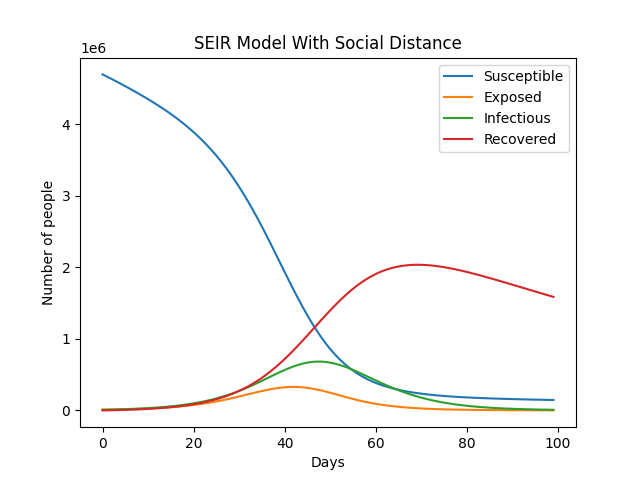 SEIR Model With Social Distance
1e6
Susceptible
Exposed
Infectious
Recovered
4
3
2
1
0
Number of people
0 20 40 60 80 100
Days